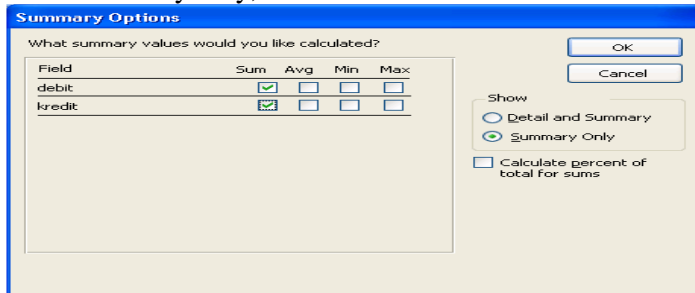 Summary Options
What summary values would you like calculated?
OK
Cancel
Field Sum Avg Min Max
debit
kredit
Show
Detail and Summary
Summary Only
Calculate percent of
total for sums